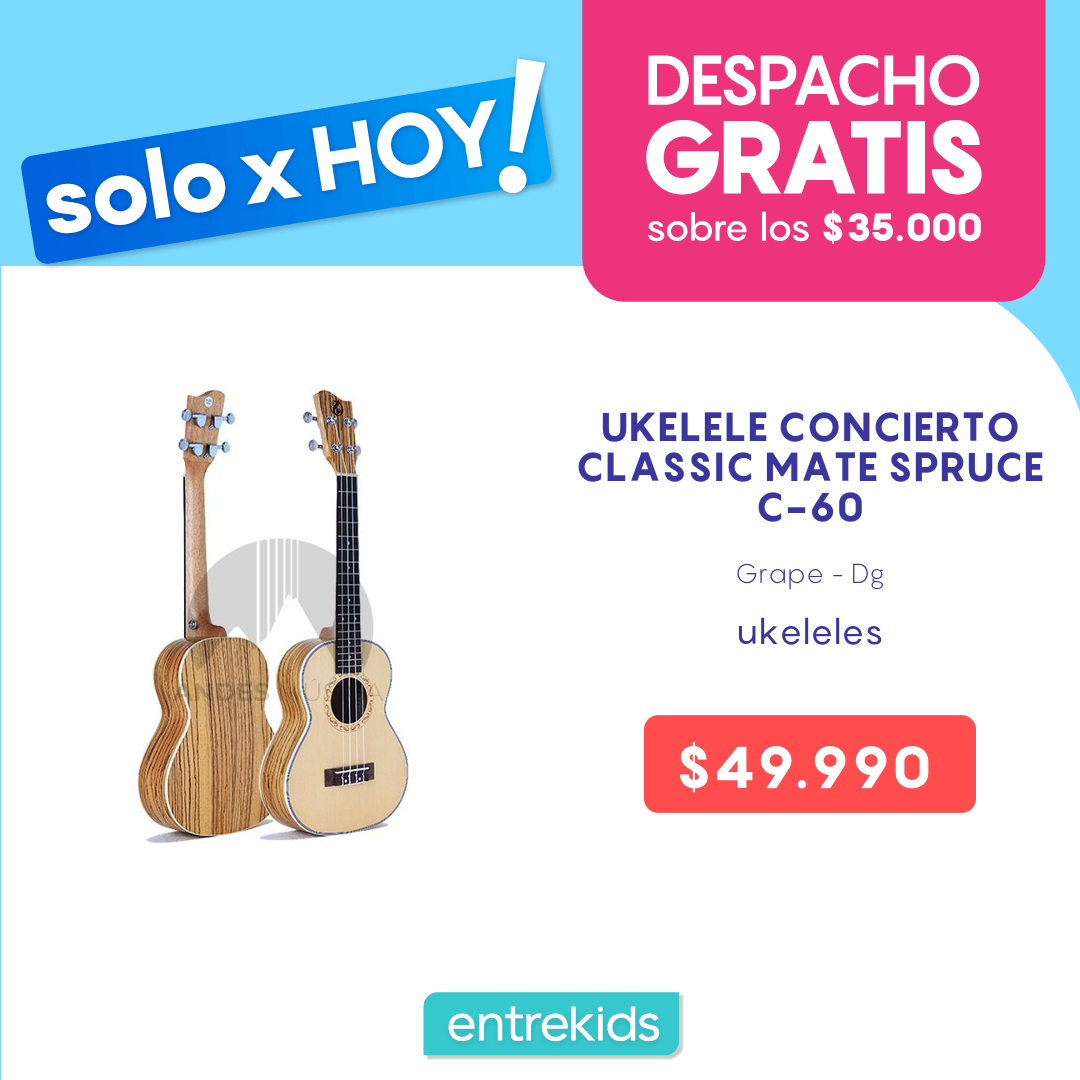 solo x HOY!
DESPACHO
GRATIS
sobre los $35.000
UKELELE CONCIERTO
CLASSIC MATE SPRUCE
C-60
Grape - Dg
ukeleles
$49.990
ANDES
entrekids